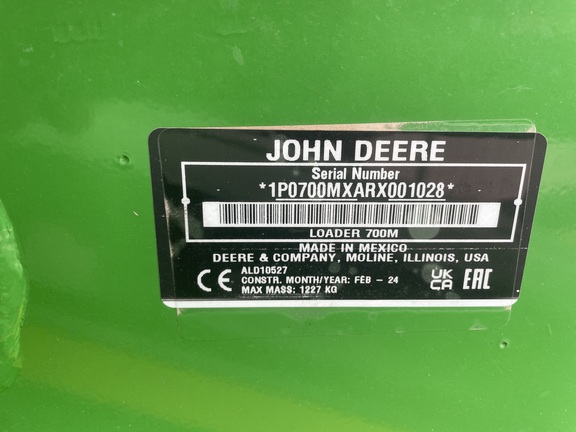 JOHN DEERE
Serial Number
*1P0700MXARX001028*
LOADER 700M
MADE IN MEXICO
DEERE & COMPANY, MOLINE, ILLINOIS, USA
CE ALD10527 UK CA EAC
CONSTR. MONTH/YEAR: FEB - 24
MAX MASS: 1227 KG